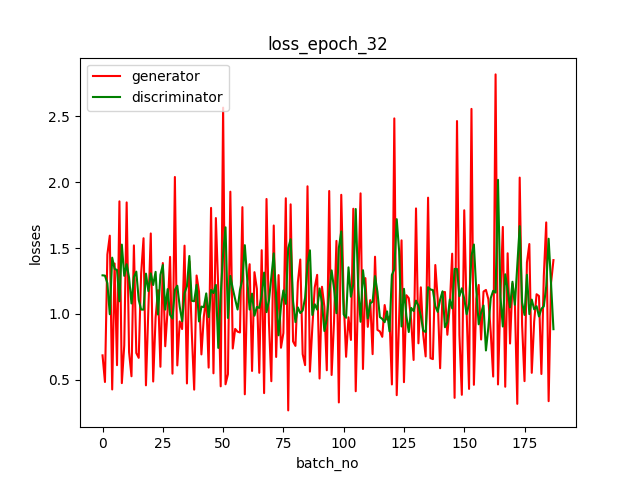 loss_epoch_32
generator
discriminator
losses
2.5
2.0
1.5
1.0
0.5
0 25 50 75 100 125 150 175
batch_no